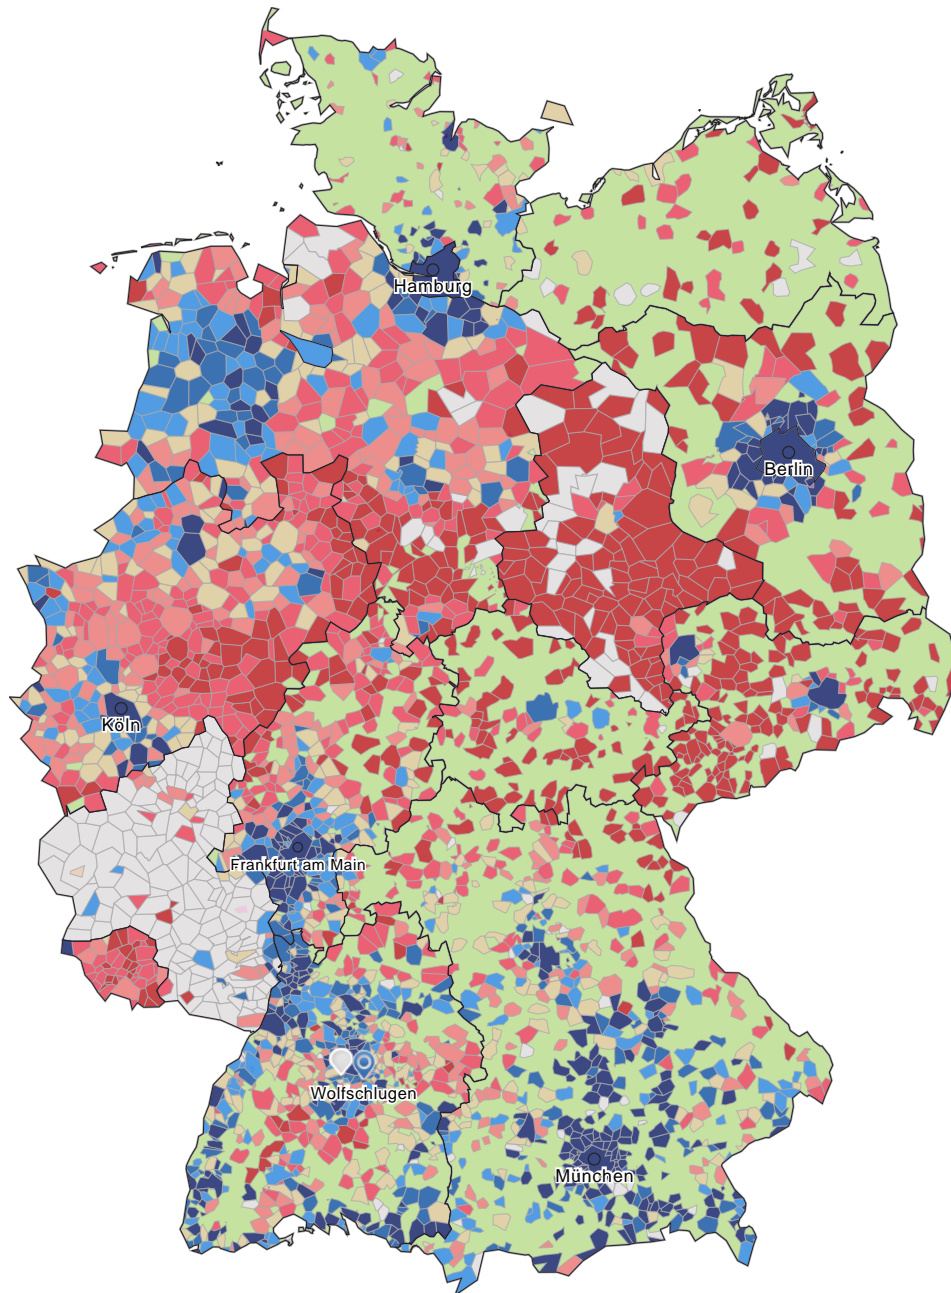 Hamburg
Berlin
Köln
Frankfurt am Main
Wolfschlugen
München